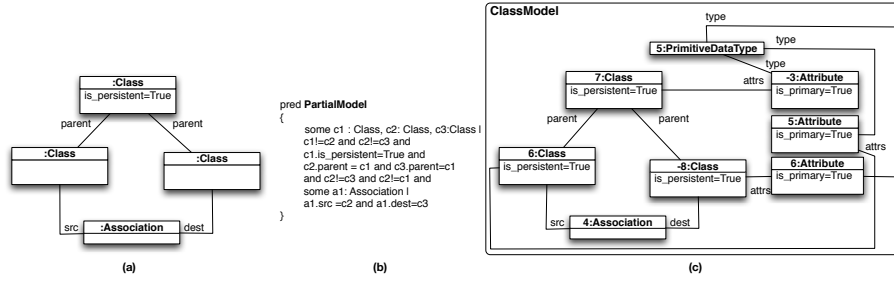 :Class
is_persistent=True
parent
parent
:Class
:Class
src
:Association
dest
(a)
pred PartialModel
{
some c1 : Class, c2: Class, c3:Class |
c1!=c2 and c2!=c3 and
c1.is_persistent=True and
c2.parent = c1 and c3.parent=c1
and c2!=c3 and c2!=c1 and
some a1: Association |
a1.src =c2 and a1.dest=c3
}
(b)
ClassModel
type
5:PrimitiveDataType
type
type
7:Class
is_persistent=True
attrs
-3:Attribute
is_primary=True
parent
parent
5:Attribute
is_primary=True
attrs
6:Class
is_persistent=True
-8:Class
is_persistent=True
attrs
6:Attribute
is_primary=True
src
4:Association
dest
(c)